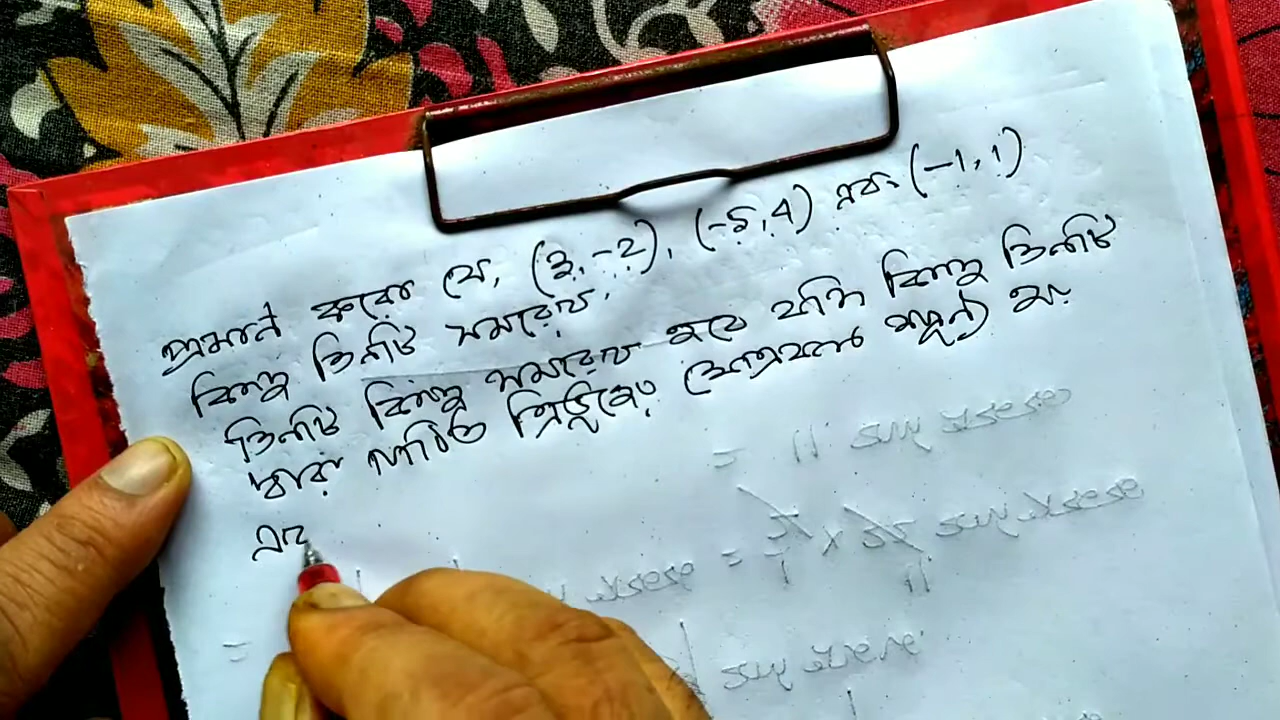 প্রমাণ করো যে, (3, -2), (-5, 4) এবং (-1, 1)
বিন্দু তিনটি সমরেখ,
তিনটি বিন্দু সমরেখ হবে যদি বিন্দু তিনটি
দ্বারা গঠিত ত্রিভুজের ক্ষেত্রফল শূন্য হয়
এব